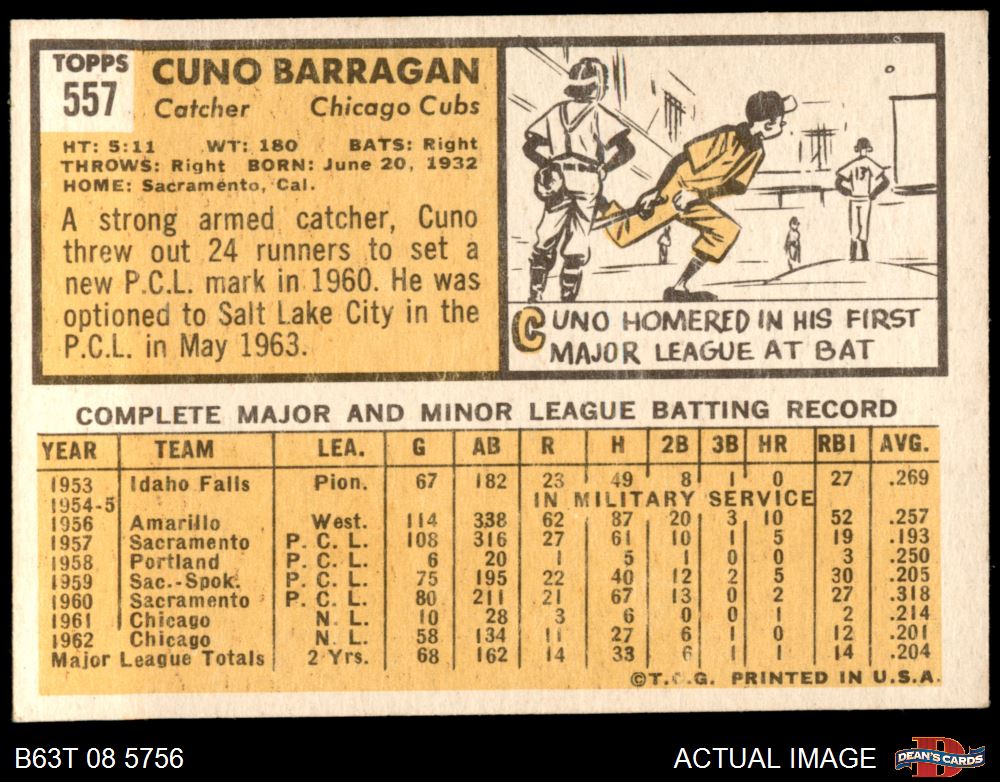 TOPPS
557
CUNO BARRAGAN
Catcher Chicago Cubs
HT: 5:11 WT: 180 BATS: Right
THROWS: Right BORN: June 20, 1932
HOME: Sacramento, Cal.
A strong armed catcher, Cuno
threw out 24 runners to set a
new P.C.L. mark in 1960. He was
optioned to Salt Lake City in the
P.C.L. in May 1963.
13
CUNO HOMERED IN HIS FIRST
MAJOR LEAGUE AT BAT
COMPLETE MAJOR AND MINOR LEAGUE BATTING RECORD
YEAR TEAM LEA. G AB R H 2B 3B HR RBI AVG.
1953 Idaho Falls Pion. 67 182 23 49 8 1 0 27 .269
1954-5 IN MILITARY SERVICE
1956 Amarillo West. 114 338 62 87 20 3 10 52 .257
1957 Sacramento P. C. L. 108 316 27 61 10 1 5 19 .193
1958 Portland P. C. L. 6 20 1 5 1 0 0 3 .250
1959 Sac.-Spok. P. C. L. 75 195 22 40 12 2 5 30 .205
1960 Sacramento P. C. L. 80 211 21 67 13 0 2 27 .318
1961 Chicago N. L. 10 28 3 6 0 0 1 2 .214
1962 Chicago N. L. 58 134 11 27 6 1 0 12 .201
Major League Totals 2 Yrs. 68 162 14 33 6 1 1 14 .204
©T.C.G. PRINTED IN U.S.A.
B63T 08 5756
ACTUAL IMAGE
DEAN'S CARDS